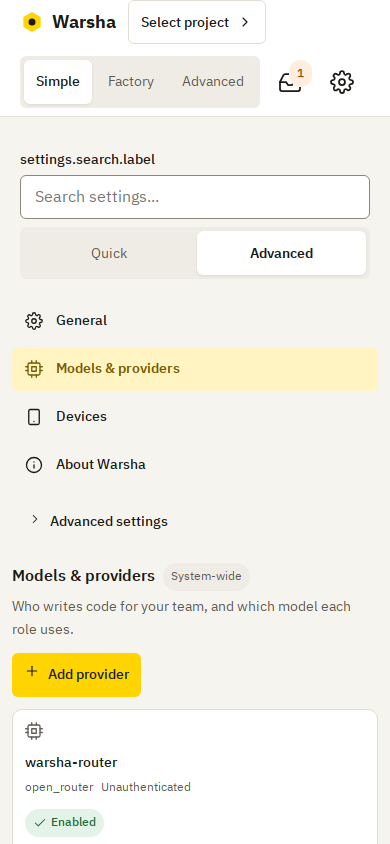 Warsha
Select project
Simple
Factory
Advanced
1
settings.search.label
Search settings...
Quick
Advanced
General
Models & providers
Devices
About Warsha
Advanced settings
Models & providers System-wide
Who writes code for your team, and which model each
role uses.
Add provider
warsha-router
open_router Unauthenticated
Enabled